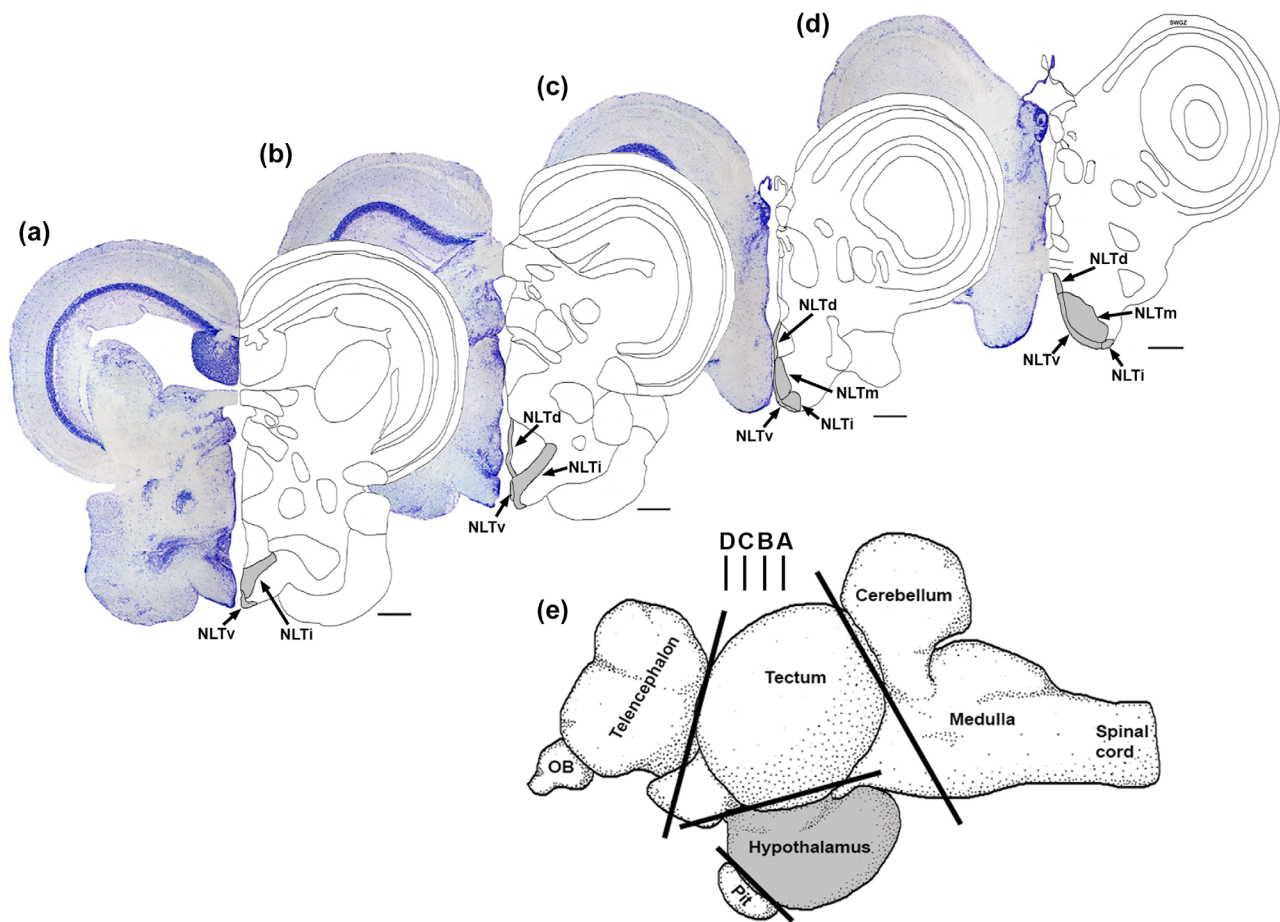 (d)
SWGZ
(c)
NLTd
NLTm
NLTv
NLTi
(b)
NLTd
NLTm
NLTv
NLTi
(a)
NLTd
NLTi
NLTv
NLTv
NLTi
D C B A
(e)
Cerebellum
Telencephalon
Tectum
Medulla
Spinal
cord
OB
Hypothalamus
Pit